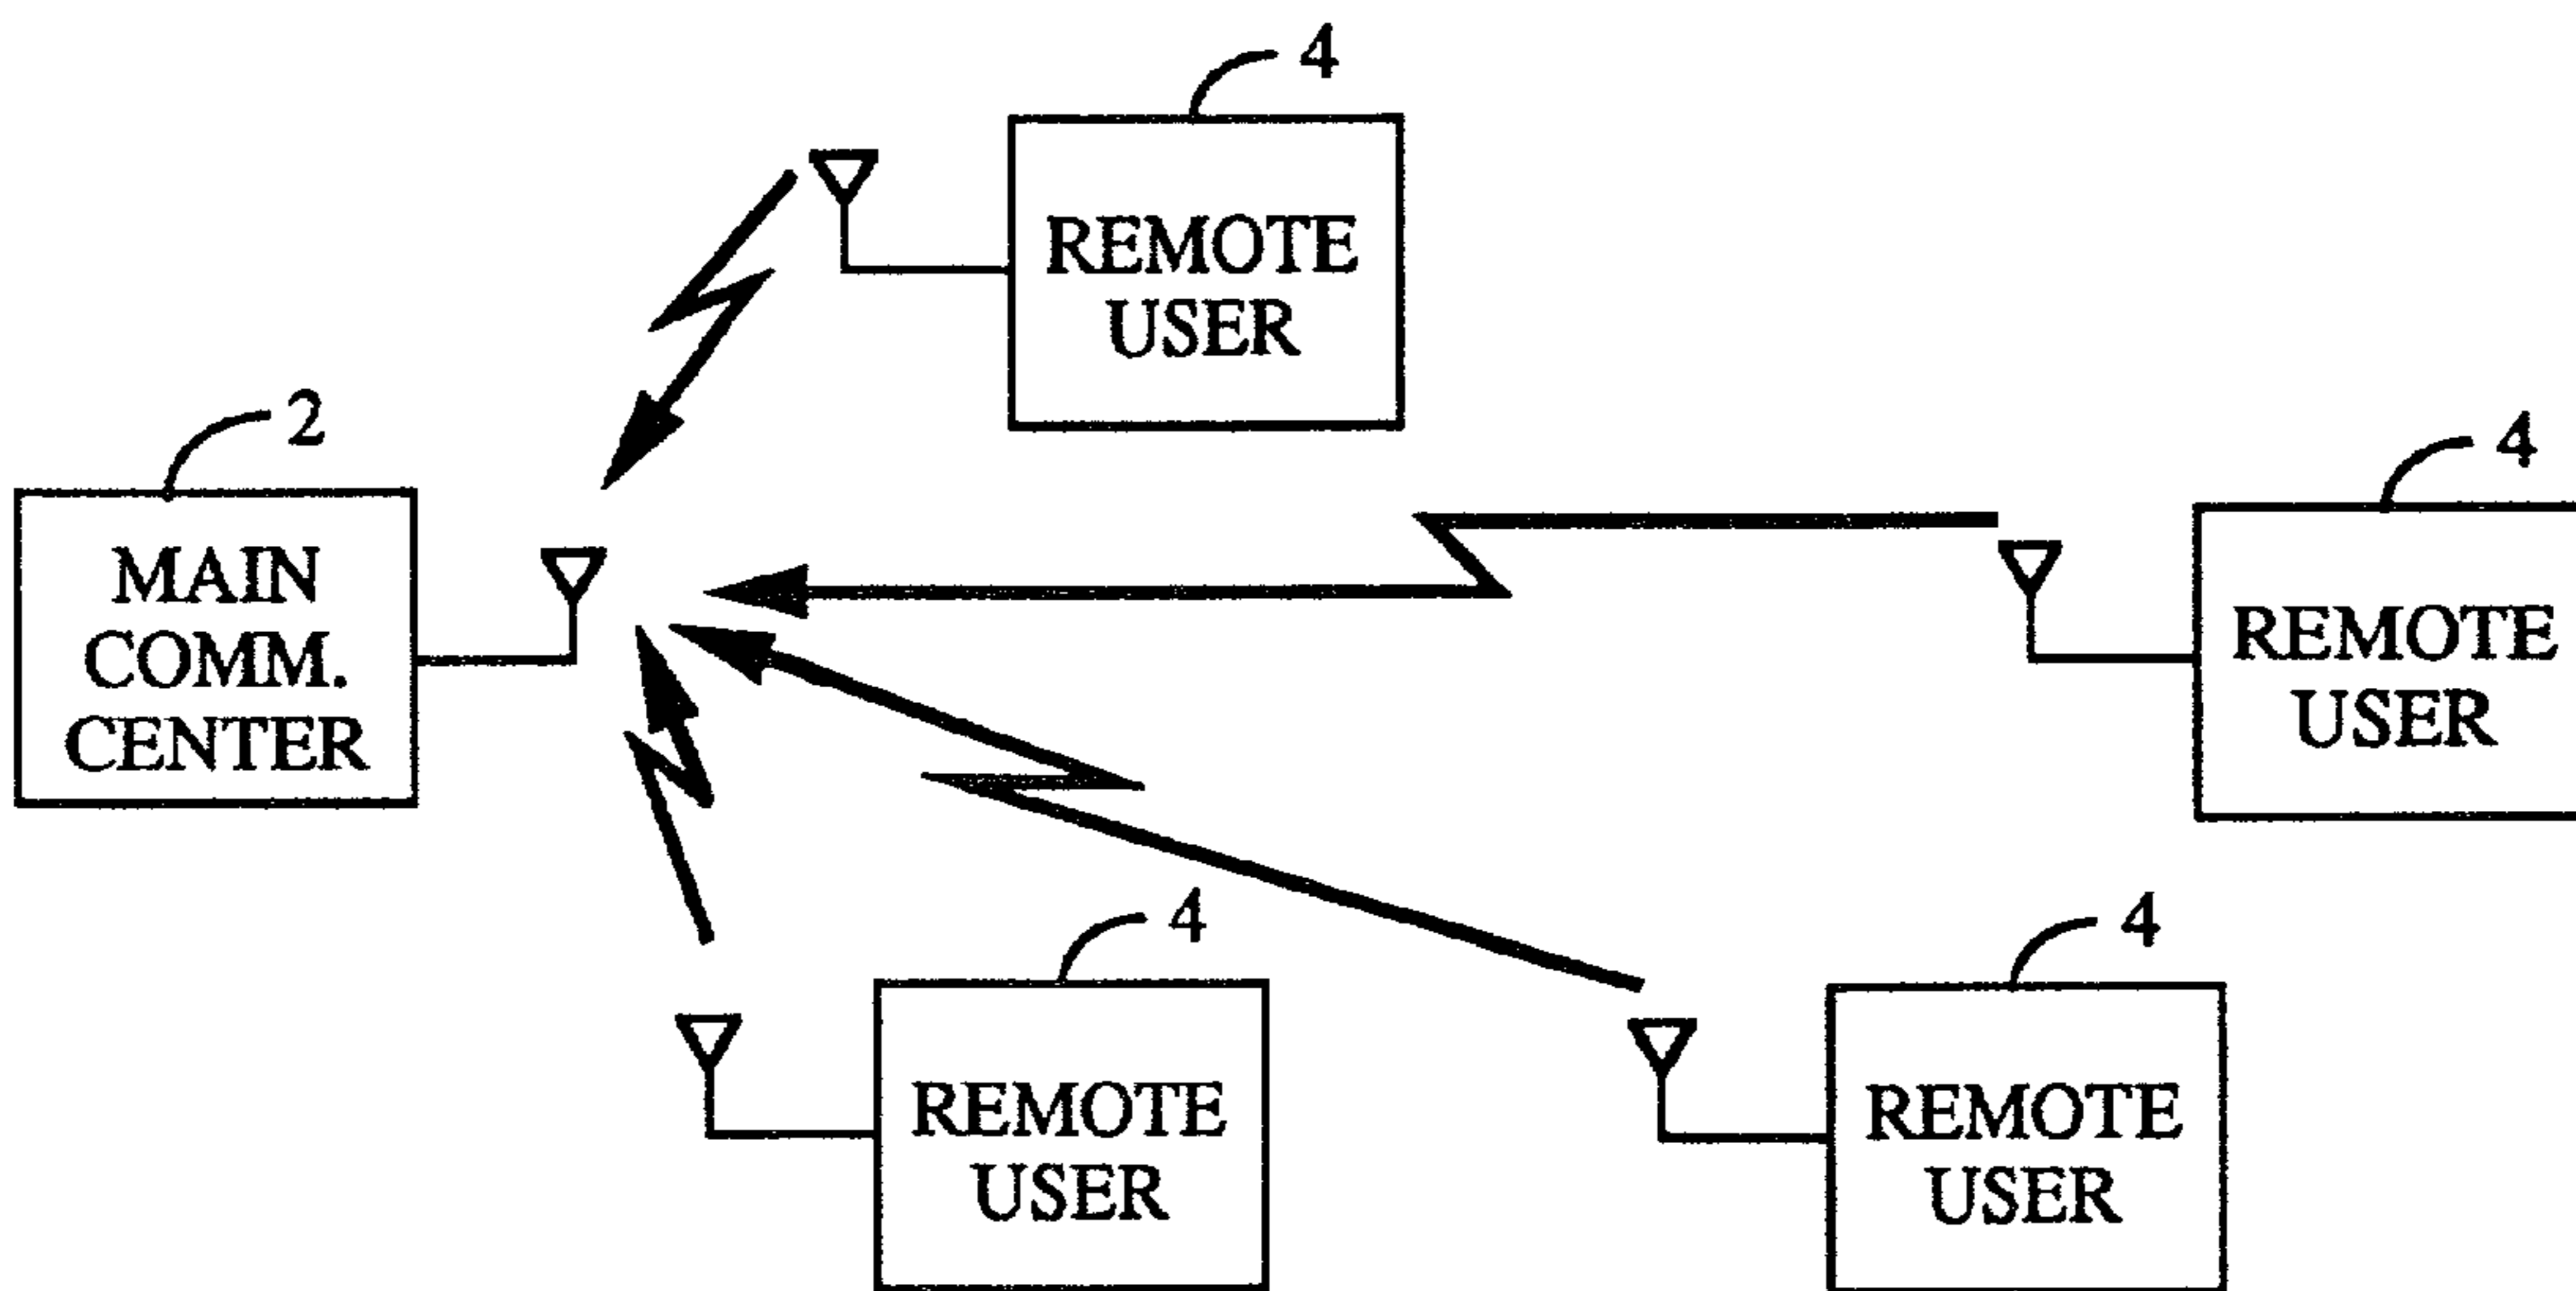 4
REMOTE
USER
2
MAIN
COMM.
CENTER
4
REMOTE
USER
4
REMOTE
USER
4
REMOTE
USER